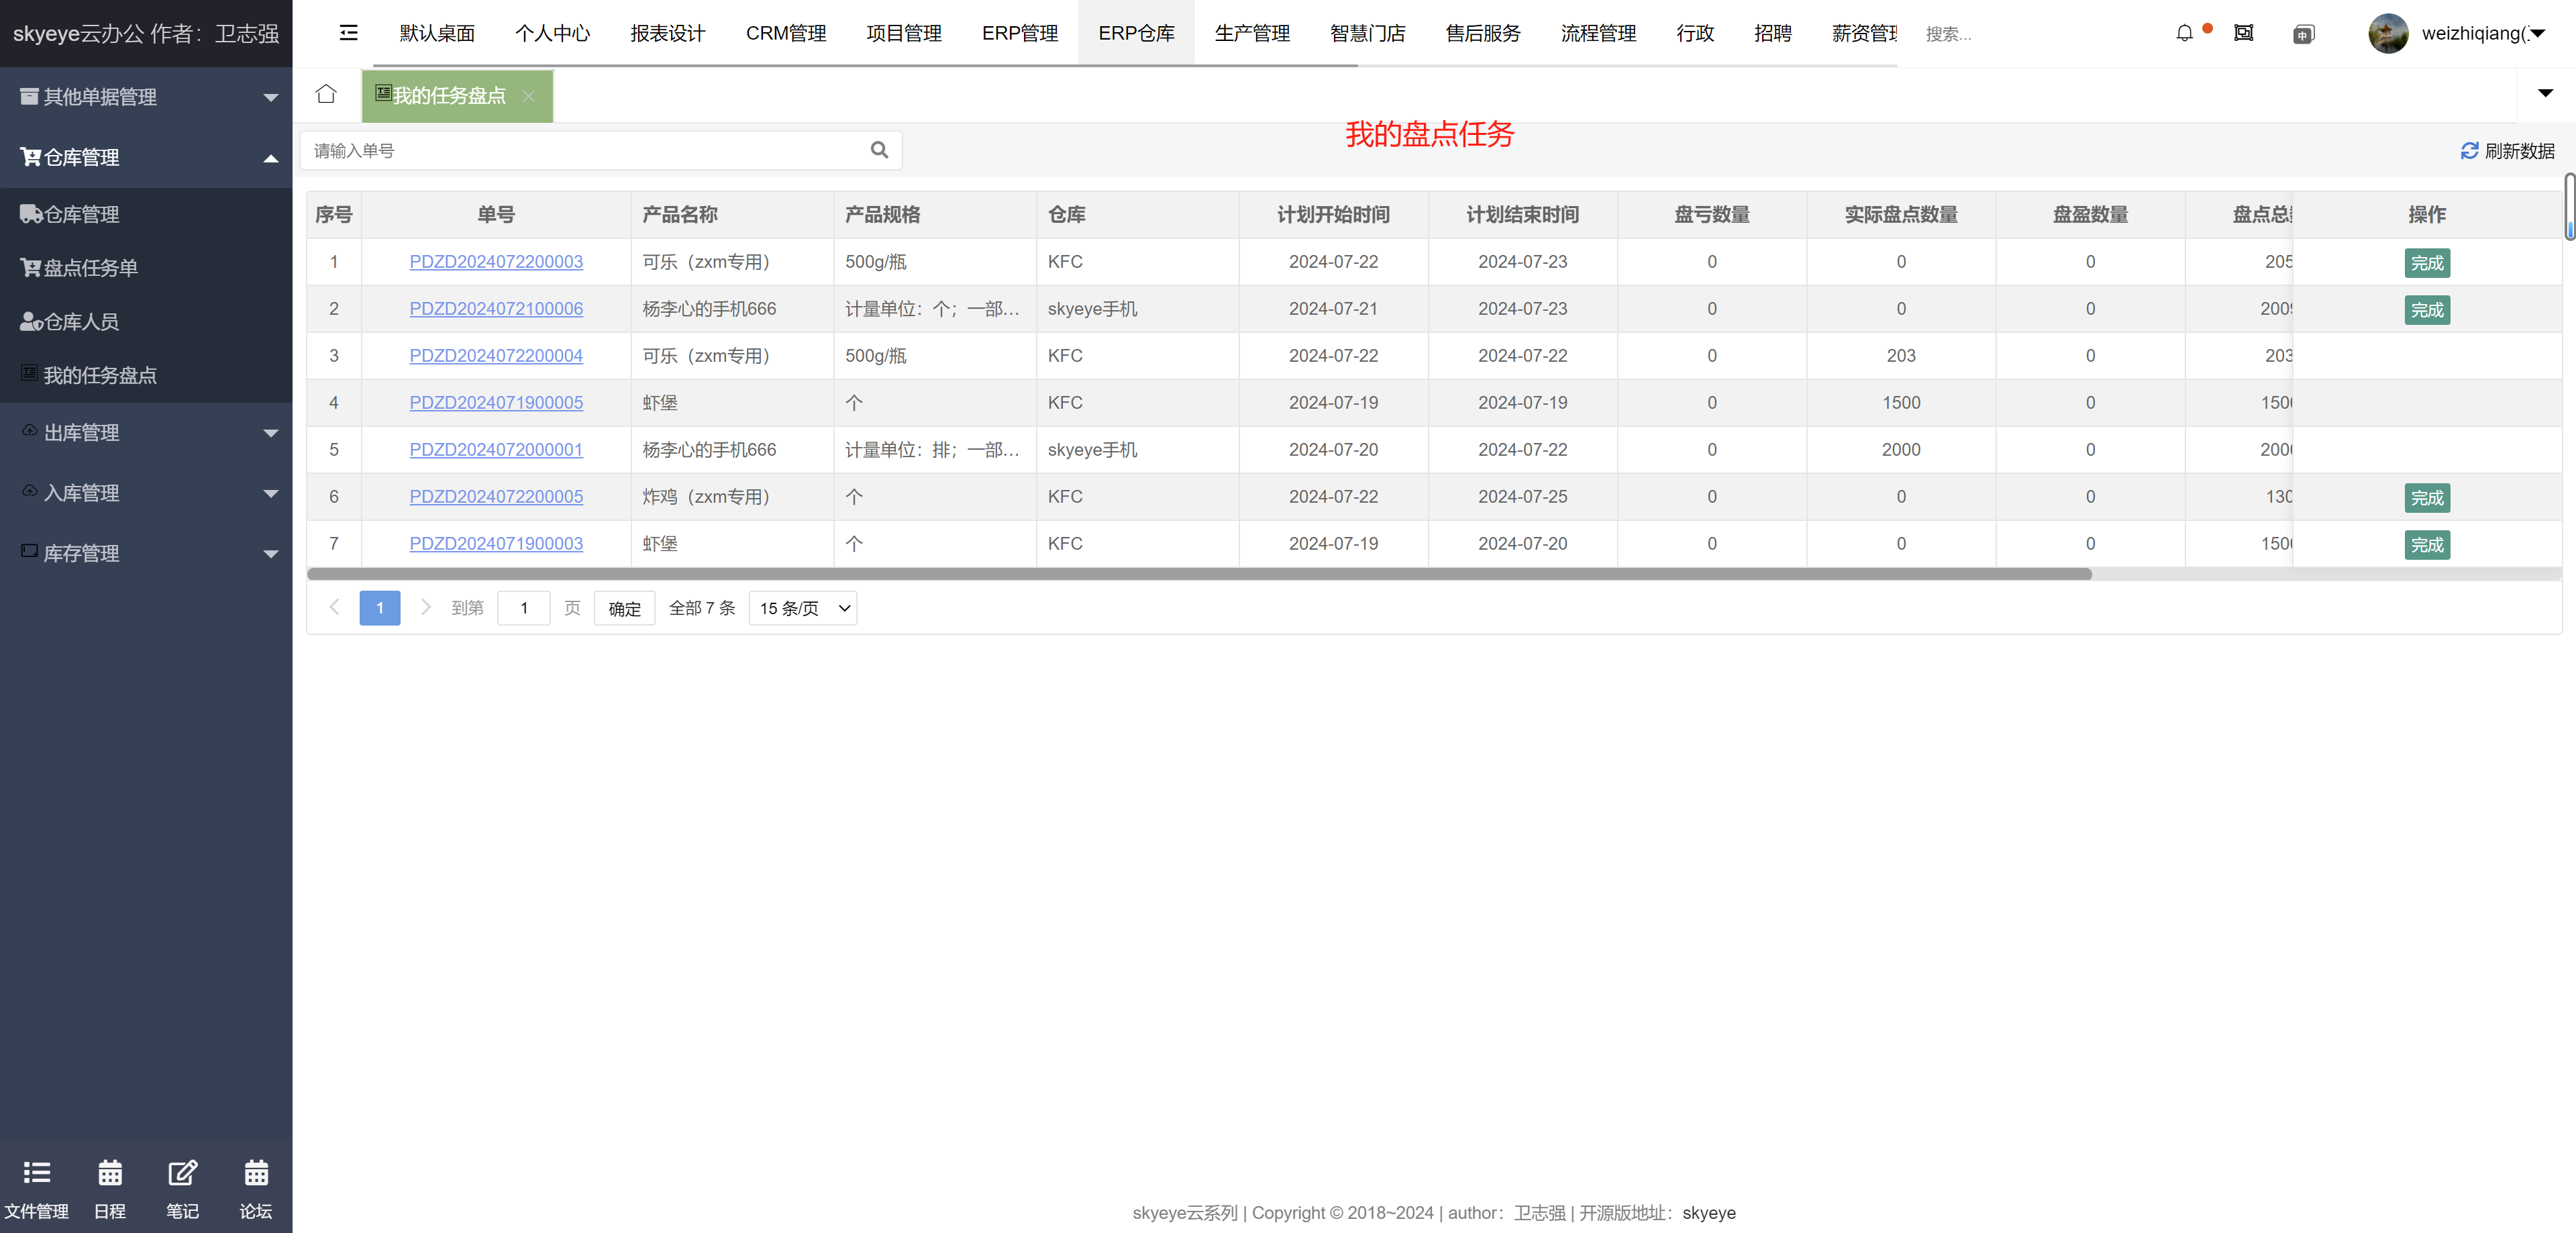 skyeye云办公 作者：卫志强
默认桌面 个人中心 报表设计 CRM管理 项目管理 ERP管理 ERP仓库 生产管理 智慧门店 售后服务 流程管理 行政 招聘 薪资管理 搜索... 中 weizhiqiang(
其他单据管理
仓库管理
仓库管理
盘点任务单
仓库人员
我的任务盘点
出库管理
入库管理
库存管理
文件管理 日程 笔记 论坛
我的任务盘点
我的盘点任务
请输入单号 刷新数据
序号 单号 产品名称 产品规格 仓库 计划开始时间 计划结束时间 盘亏数量 实际盘点数量 盘盈数量 盘点总 操作
1 PDZD2024072200003 可乐（zxm专用） 500g/瓶 KFC 2024-07-22 2024-07-23 0 0 0 205 完成
2 PDZD2024072100006 杨李心的手机666 计量单位：个；一部... skyeye手机 2024-07-21 2024-07-23 0 0 0 2009 完成
3 PDZD2024072200004 可乐（zxm专用） 500g/瓶 KFC 2024-07-22 2024-07-22 0 203 0 203
4 PDZD2024071900005 虾堡 个 KFC 2024-07-19 2024-07-19 0 1500 0 1500
5 PDZD2024072000001 杨李心的手机666 计量单位：排；一部... skyeye手机 2024-07-20 2024-07-22 0 2000 0 2000
6 PDZD2024072200005 炸鸡（zxm专用） 个 KFC 2024-07-22 2024-07-25 0 0 0 130 完成
7 PDZD2024071900003 虾堡 个 KFC 2024-07-19 2024-07-20 0 0 0 1500 完成
1 到第 1 页 确定 全部 7 条 15 条/页
skyeye云系列 | Copyright © 2018~2024 | author：卫志强 | 开源版地址：skyeye